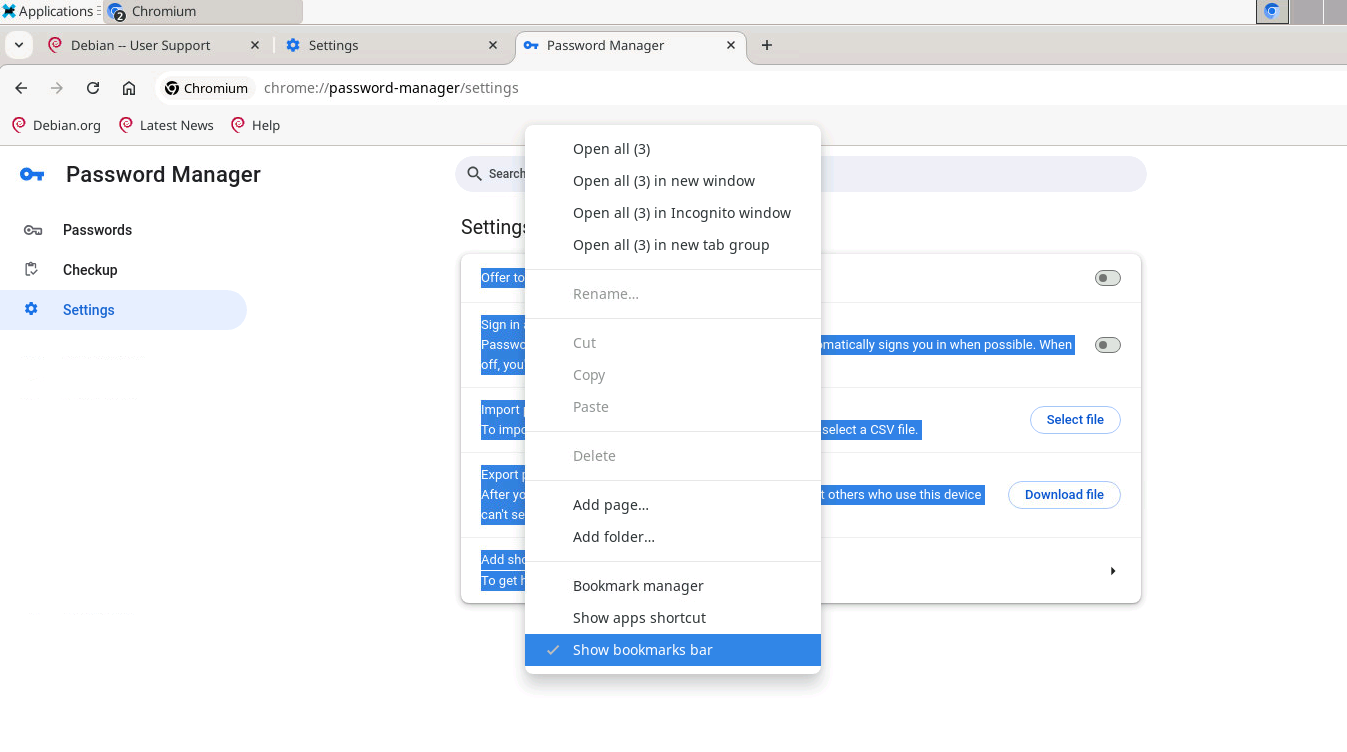 Applications
2
Chromium
Debian -- User Support
Settings
Password Manager
Chromium
chrome://password-manager/settings
Debian.org
Latest News
Help
Password Manager
Search
Passwords
Checkup
Settings
Settings
Offer to
Sign in
Passwo
omatically signs you in when possible. When
off, you'
Import
To impo
select a CSV file.
Select file
Export
After yo
t others who use this device
can't se
Download file
Add sho
To get h
Open all (3)
Open all (3) in new window
Open all (3) in Incognito window
Open all (3) in new tab group
Rename...
Cut
Copy
Paste
Delete
Add page...
Add folder...
Bookmark manager
Show apps shortcut
Show bookmarks bar